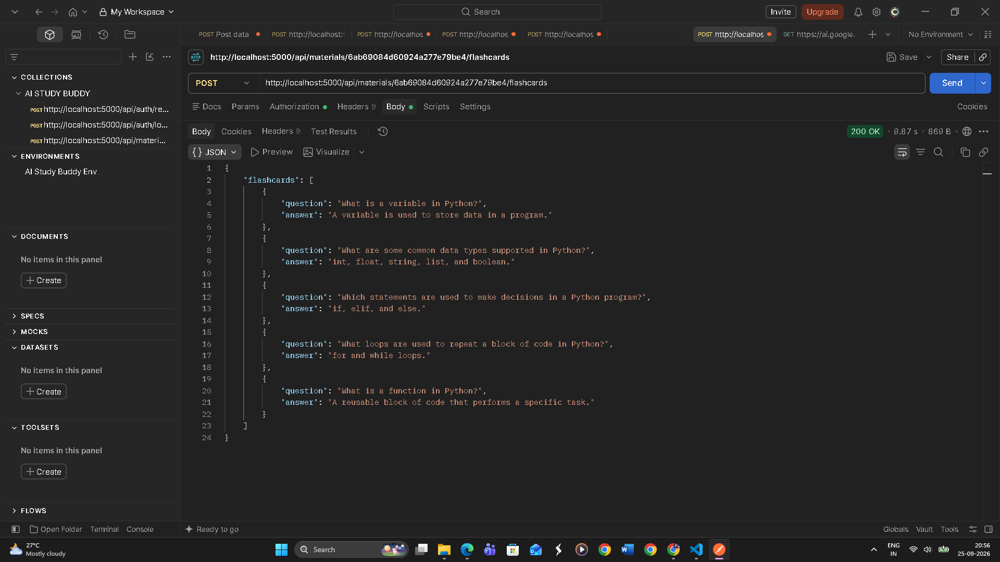 My Workspace
Search
Invite
Upgrade
POST Post data
POST http://localhost:5
POST http://localhos
POST http://localhos
POST http://localhos
POST http://localhos
GET https://ai.google.
No Environment
HTTP
http://localhost:5000/api/materials/6ab69084d60924a277e79be4/flashcards
Save
Share
COLLECTIONS
AI STUDY BUDDY
POST http://localhost:5000/api/auth/re...
POST http://localhost:5000/api/auth/lo...
POST http://localhost:5000/api/materi...
ENVIRONMENTS
AI Study Buddy Env
DOCUMENTS
No items in this panel
Create
SPECS
MOCKS
DATASETS
No items in this panel
Create
TOOLSETS
No items in this panel
Create
FLOWS
POST
http://localhost:5000/api/materials/6ab69084d60924a277e79be4/flashcards
Send
Docs
Params
Authorization
Headers 9
Body
Scripts
Settings
Cookies
Body
Cookies
Headers 9
Test Results
200 OK
9.87 s
869 B
{} JSON
Preview
Visualize
1 {
2 "flashcards": [
3 {
4 "question": "What is a variable in Python?",
5 "answer": "A variable is used to store data in a program."
6 },
7 {
8 "question": "What are some common data types supported in Python?",
9 "answer": "int, float, string, list, and boolean."
10 },
11 {
12 "question": "Which statements are used to make decisions in a Python program?",
13 "answer": "if, elif, and else."
14 },
15 {
16 "question": "What loops are used to repeat a block of code in Python?",
17 "answer": "for and while loops."
18 },
19 {
20 "question": "What is a function in Python?",
21 "answer": "A reusable block of code that performs a specific task."
22 }
23 ]
24 }
Open Folder
Terminal
Console
Ready to go
Globals
Vault
Tools
27°C
Mostly cloudy
Search
ENG
IN
20:56
25-09-2026